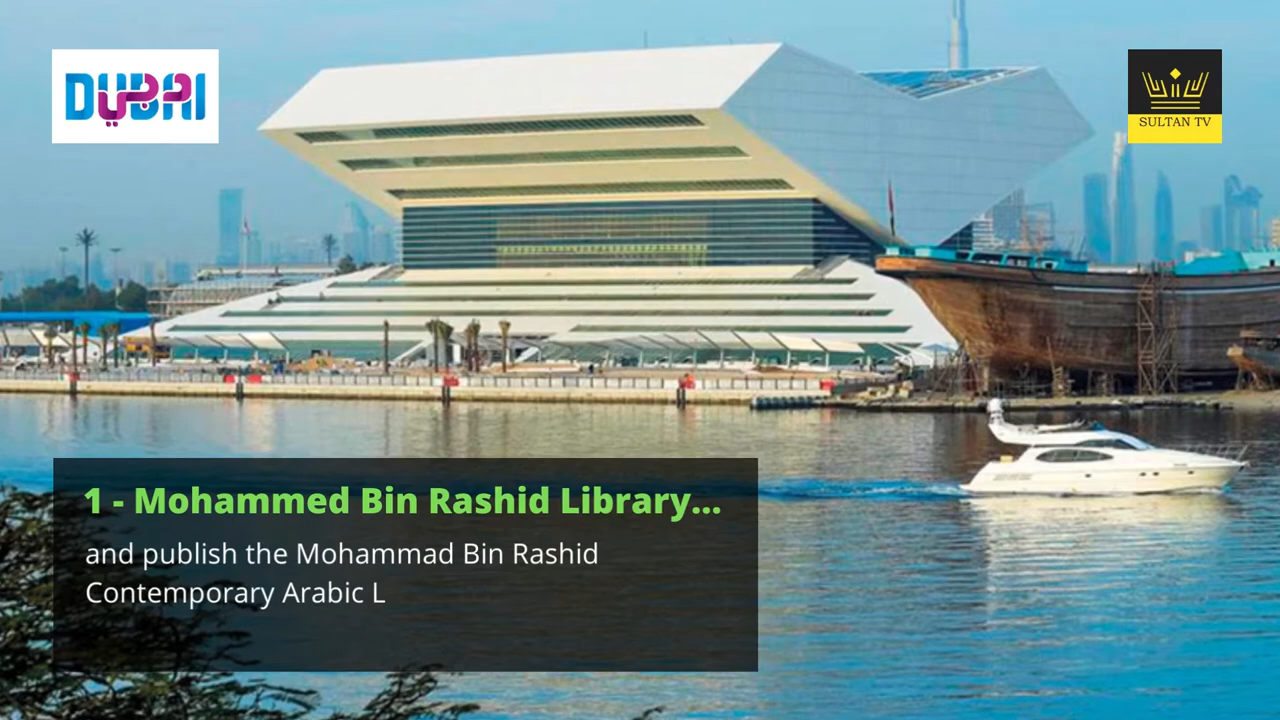 DUBAI
SULTAN TV
1 - Mohammed Bin Rashid Library...
and publish the Mohammad Bin Rashid
Contemporary Arabic L